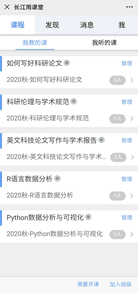 长江雨课堂
课程 发现 消息 我
我教的课 我听的课
如何写好科研论文 管理
2020秋-如何写好科研论文
科研伦理与学术规范 管理
2020秋-科研伦理与学术规范
英文科技论文写作与学术报告 管理
2020秋-英文科技论文写作与学术...
R语言数据分析 管理
2020秋-R语言数据分析
Python数据分析与可视化 管理
2020秋-Python数据分析与可视化
我要开课 加入班级